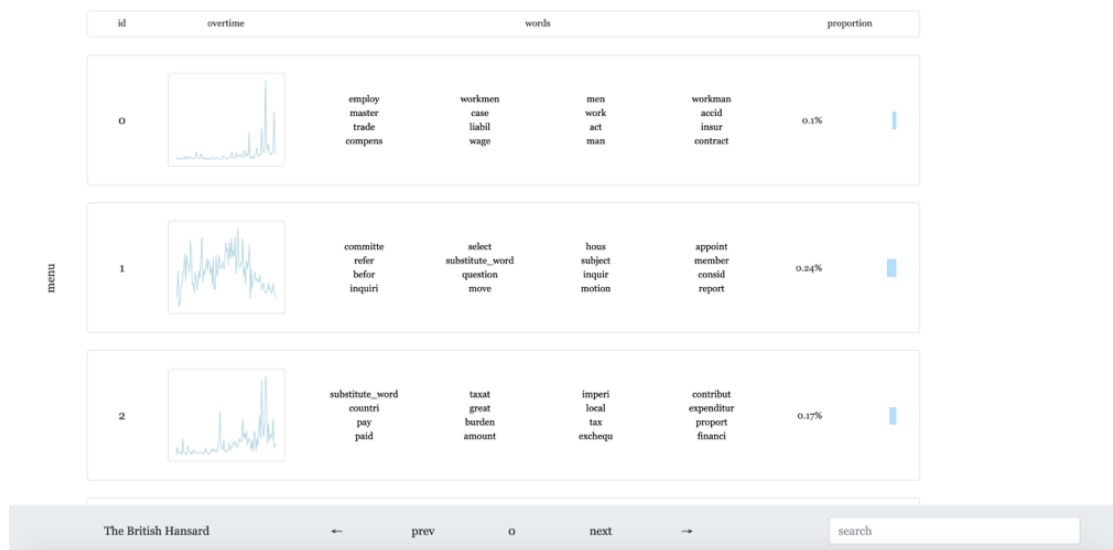 id overtime words proportion
employ workmen men workman
master case work accid
0 trade liabil act insur 0.1%
compens wage man contract
committe select hous appoint
refer substitute_word subject member
menu 1 befor question inquir consid 0.24%
inquiri move motion report
substitute_word taxat imperi contribut
countri great local expenditur
2 pay burden tax proport 0.17%
paid amount exchequ financi
The British Hansard ← prev 0 next → search